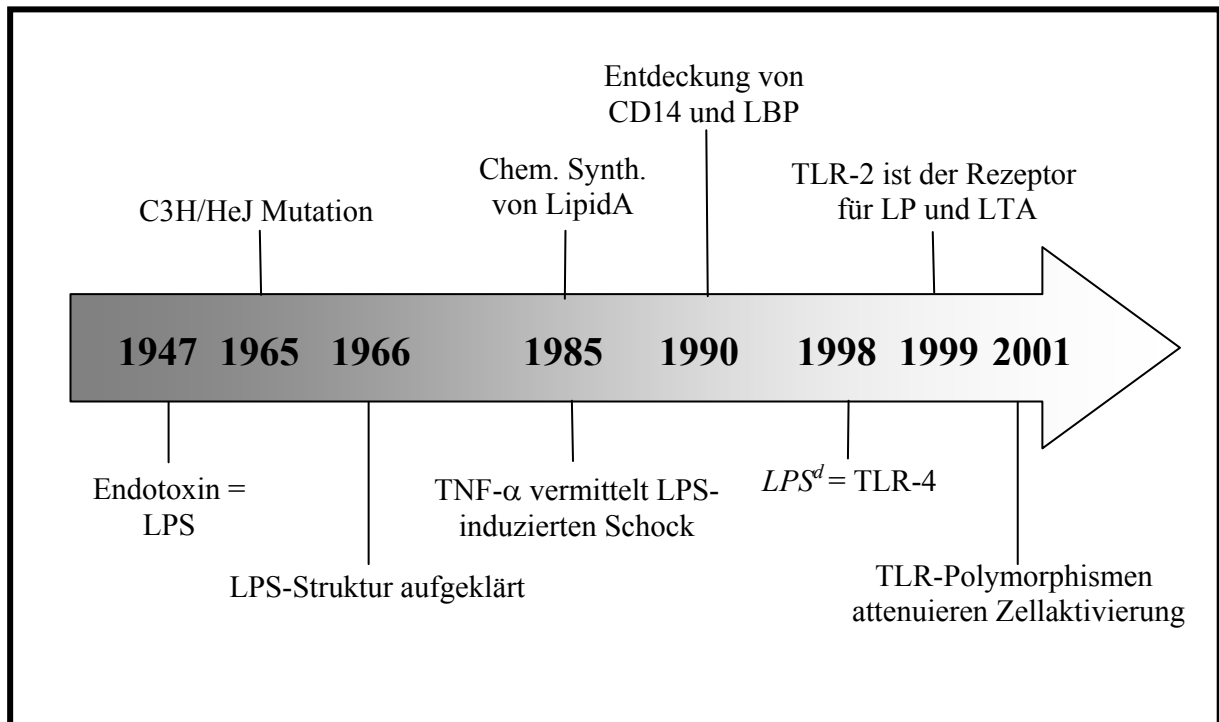 Entdeckung von
CD14 und LBP
Chem. Synth.
von LipidA
TLR-2 ist der Rezeptor
für LP und LTA
C3H/HeJ Mutation
1947 1965 1966 1985 1990 1998 1999 2001
Endotoxin =
LPS
TNF-α vermittelt LPS-
induzierten Schock
LPSᵈ = TLR-4
LPS-Struktur aufgeklärt
TLR-Polymorphismen
attenuieren Zellaktivierung